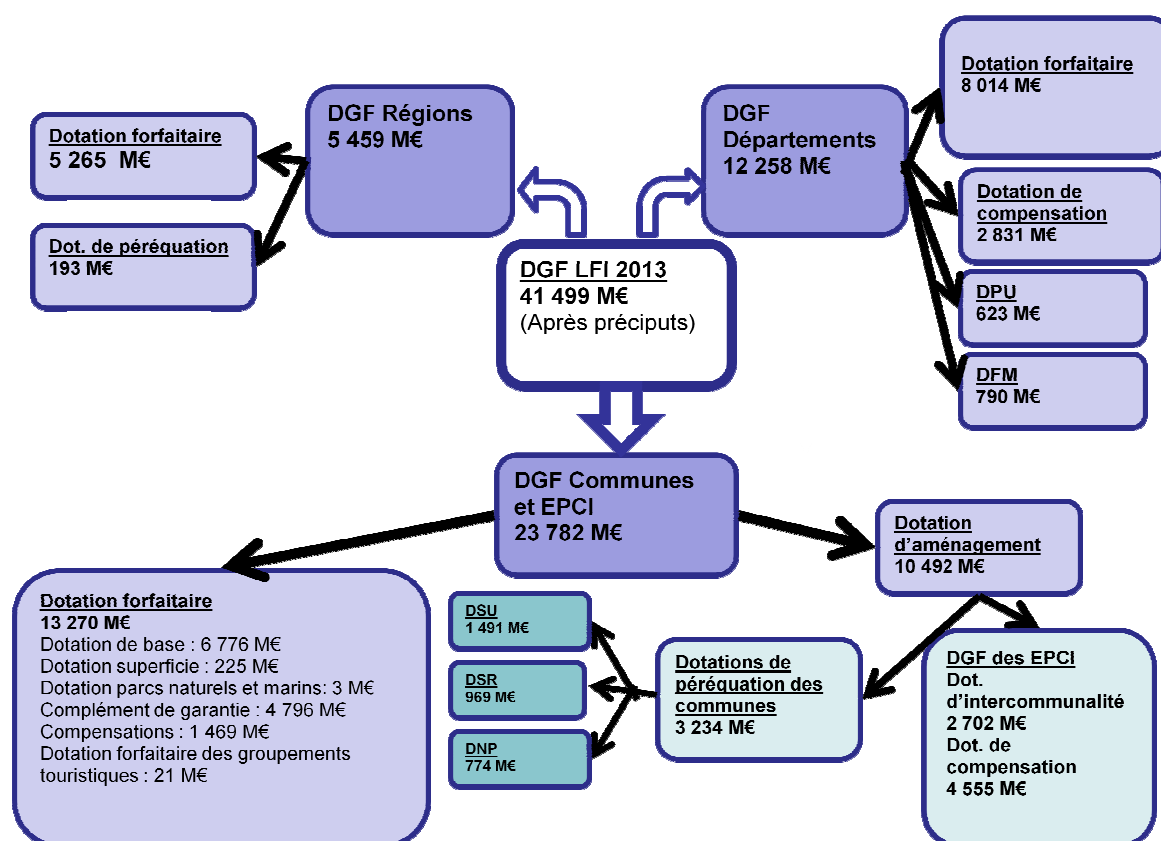 Dotation forfaitaire
8 014 M€
DGF Régions
5 459 M€
DGF
Départements
12 258 M€
Dotation forfaitaire
5 265 M€
Dotation de
compensation
2 831 M€
Dot. de péréquation
193 M€
DGF LFI 2013
41 499 M€
(Après préciputs)
DPU
623 M€
DFM
790 M€
DGF Communes
et EPCI
23 782 M€
Dotation
d'aménagement
10 492 M€
Dotation forfaitaire
13 270 M€
Dotation de base : 6 776 M€
Dotation superficie : 225 M€
Dotation parcs naturels et marins: 3 M€
Complément de garantie : 4 796 M€
Compensations : 1 469 M€
Dotation forfaitaire des groupements
touristiques : 21 M€
DSU
1 491 M€
DSR
969 M€
DNP
774 M€
Dotations de
péréquation des
communes
3 234 M€
DGF des EPCI
Dot.
d'intercommunalité
2 702 M€
Dot. de
compensation
4 555 M€